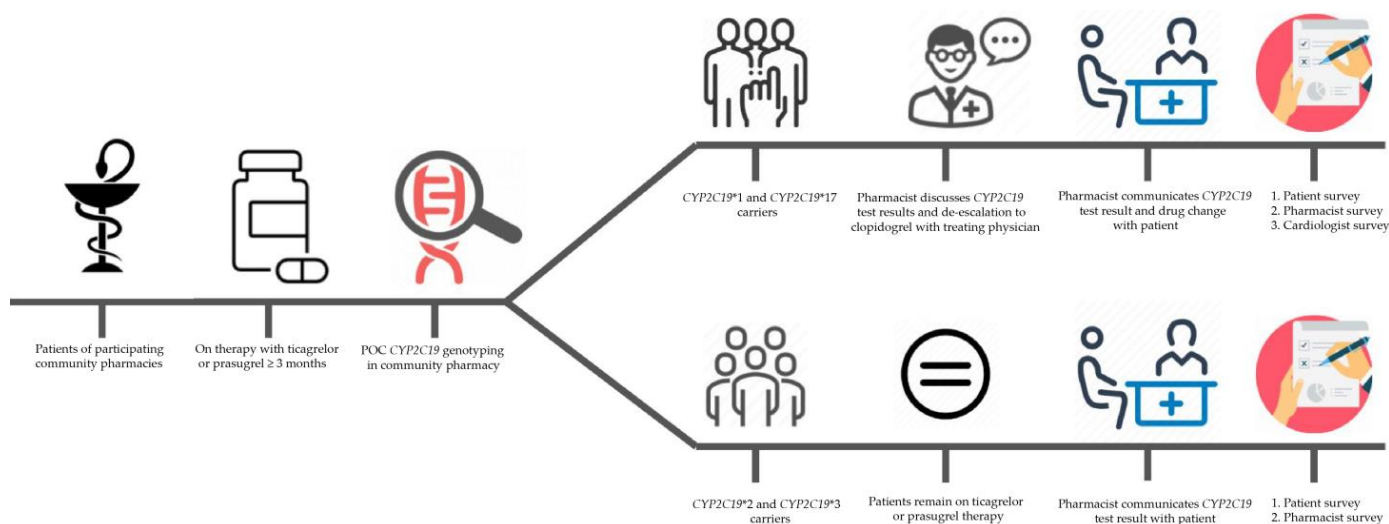 Patients of participating
community pharmacies
On therapy with ticagrelor
or prasugrel ≥ 3 months
POC CYP2C19 genotyping
in community pharmacy
CYP2C19*1 and CYP2C19*17
carriers
Pharmacist discusses CYP2C19
test results and de-escalation to
clopidogrel with treating physician
Pharmacist communicates CYP2C19
test result and drug change
with patient
1. Patient survey
2. Pharmacist survey
3. Cardiologist survey
CYP2C19*2 and CYP2C19*3
carriers
Patients remain on ticagrelor
or prasugrel therapy
Pharmacist communicates CYP2C19
test result with patient
1. Patient survey
2. Pharmacist survey